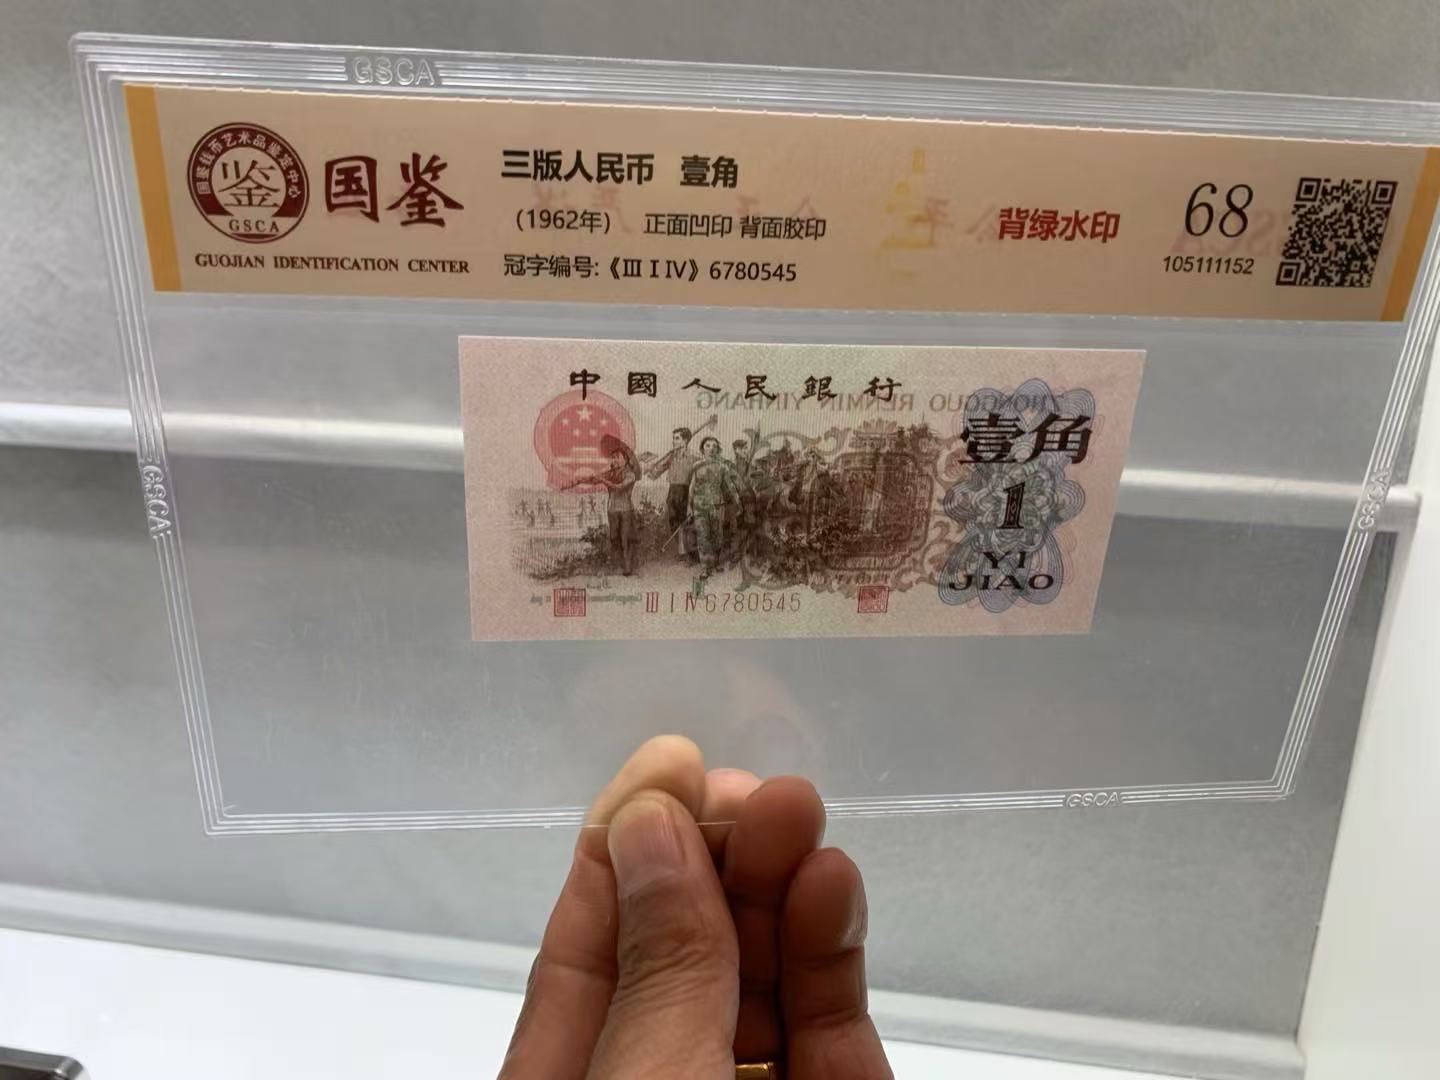 GSCA
国鉴钱币艺术品鉴定中心
鉴
GSCA
国鉴
GUOJIAN IDENTIFICATION CENTER
三版人民币 壹角
(1962年) 正面凹印 背面胶印
冠字编号:《ⅢⅠⅣ》6780545
背绿水印
68
105111152
中國人民銀行
ZHONGGUO RENMIN YINHANG
壹角
1
YI
JIAO
ⅢⅠⅣ6780545
GSCA
GSCA
GSCA